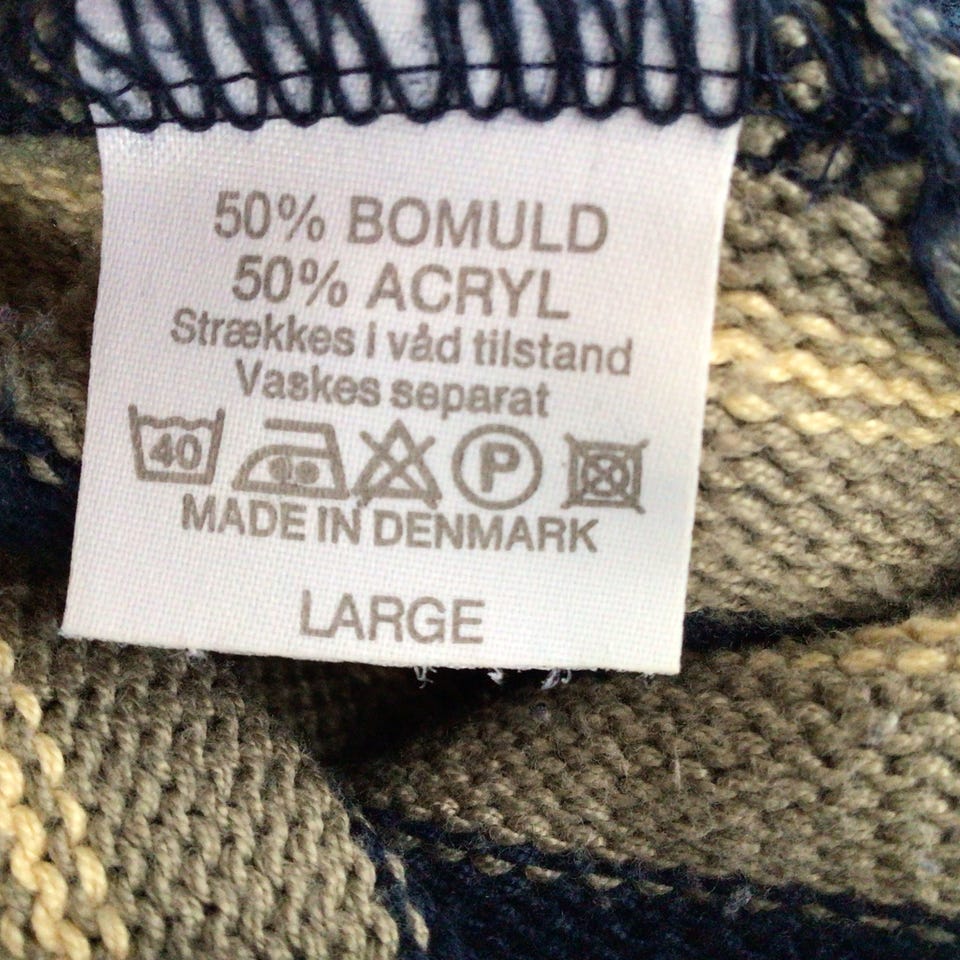 50% BOMULD
50% ACRYL
Strækkes i våd tilstand
Vaskes separat
40 P
MADE IN DENMARK
LARGE